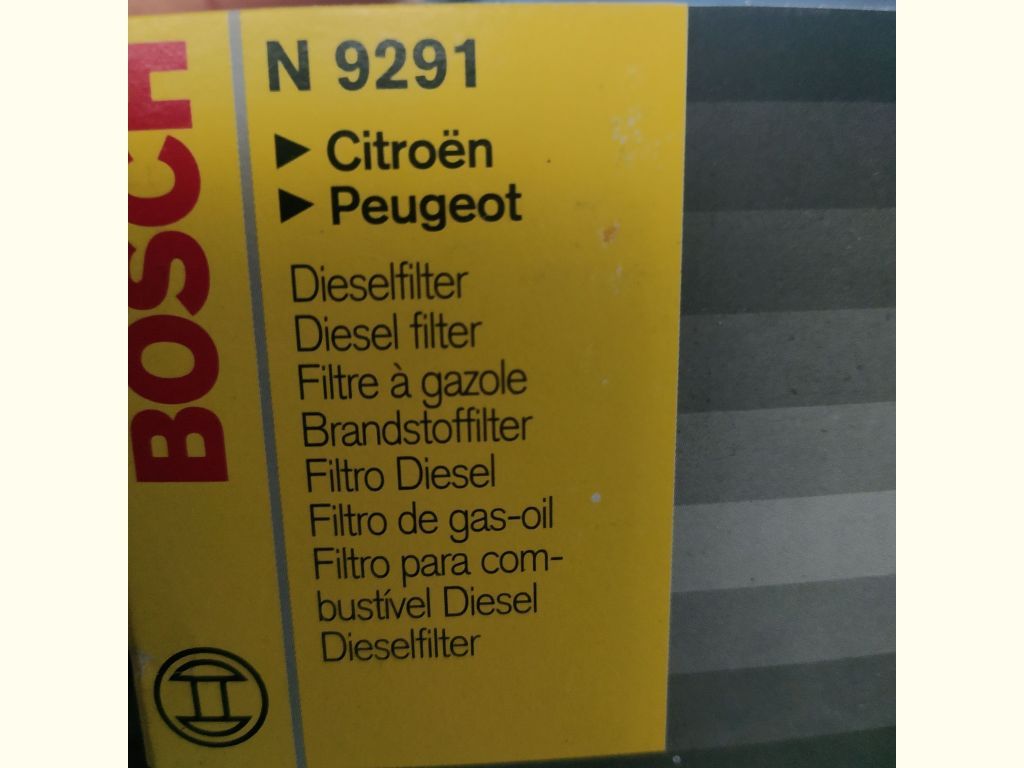 BOSCH
N 9291
► Citroën
► Peugeot
Dieselfilter
Diesel filter
Filtre à gazole
Brandstoffilter
Filtro Diesel
Filtro de gas-oil
Filtro para com-
bustível Diesel
Dieselfilter